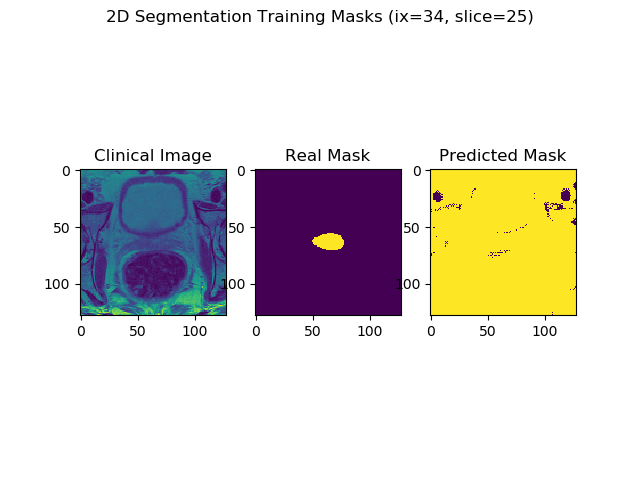 2D Segmentation Training Masks (ix=34, slice=25)
Clinical Image Real Mask Predicted Mask
0 0 0
50 50 50
100 100 100
0 50 100 0 50 100 0 50 100